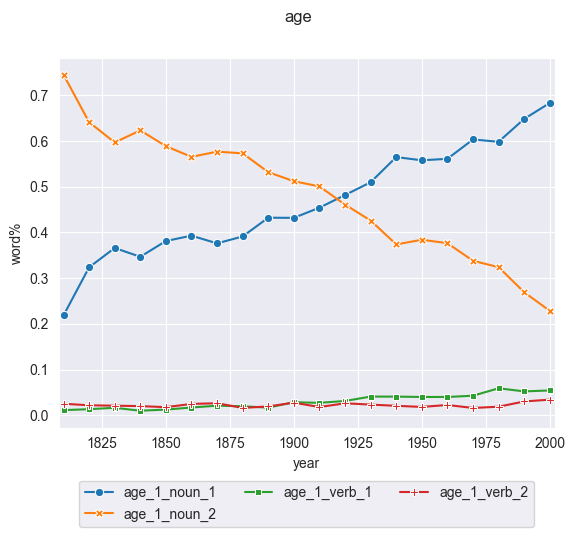 age
0.7
0.6
0.5
0.4
0.3
0.2
0.1
0.0
word%
1825 1850 1875 1900 1925 1950 1975 2000
year
age_1_noun_1 age_1_verb_1 age_1_verb_2
age_1_noun_2